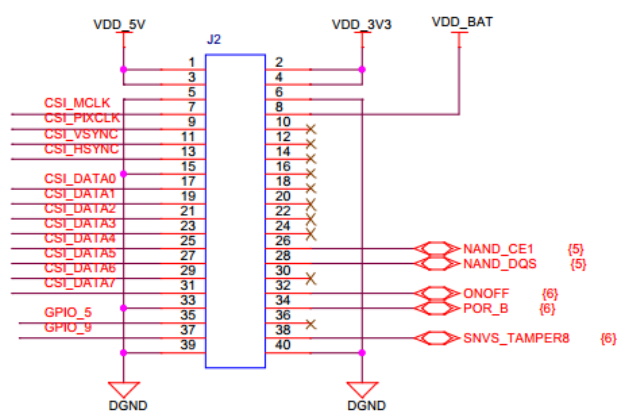 VDD_5V VDD_3V3 VDD_BAT
J2
1 2
3 4
5 6
CSI_MCLK 7 8
CSI_PIXCLK 9 10
CSI_VSYNC 11 12
CSI_HSYNC 13 14
15 16
CSI_DATA0 17 18
CSI_DATA1 19 20
CSI_DATA2 21 22
CSI_DATA3 23 24
CSI_DATA4 25 26 NAND_CE1 {5}
CSI_DATA5 27 28 NAND_DQS {5}
CSI_DATA6 29 30
CSI_DATA7 31 32 ONOFF {6}
33 34 POR_B {6}
GPIO_5 35 36
GPIO_9 37 38 SNVS_TAMPER8 {6}
39 40
DGND DGND